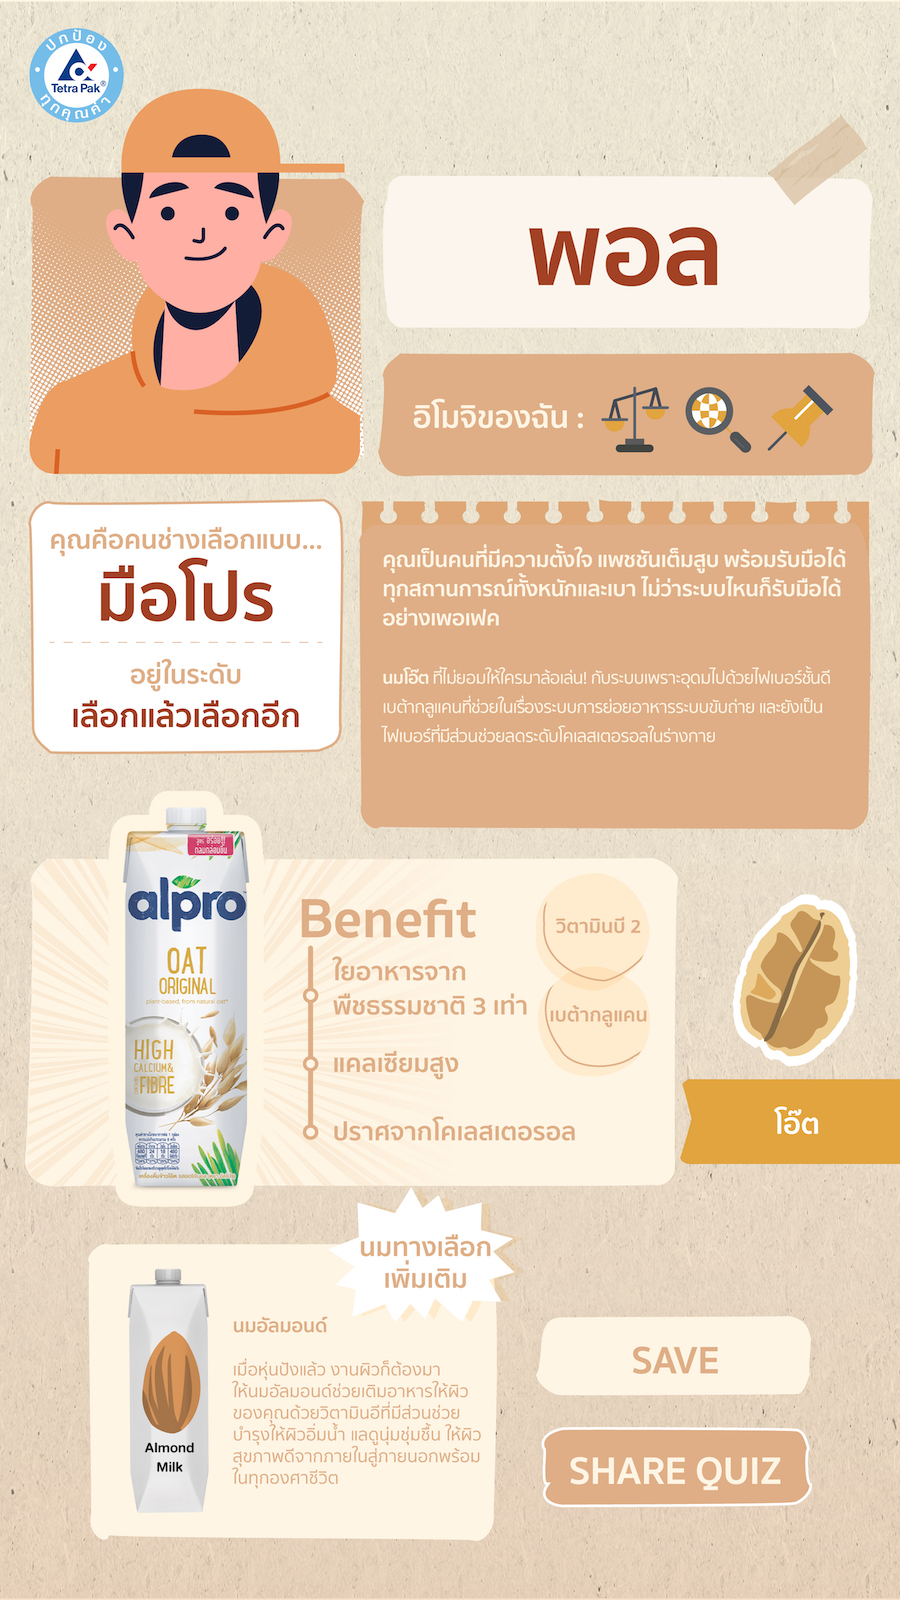 ปกป้อง
Tetra Pak®
ทุกคุณค่า
พอล
อิโมจิของฉัน :
คุณคือคนช่างเลือกแบบ...
มือโปร
อยู่ในระดับ
เลือกแล้วเลือกอีก
คุณเป็นคนที่มีความตั้งใจ แพชชันเต็มสูบ พร้อมรับมือได้
ทุกสถานการณ์ทั้งหนักและเบา ไม่ว่าระบบไหนก็รับมือได้
อย่างเพอเฟค
นมโอ๊ต ที่ไม่ยอมให้ใครมาล้อเล่น! กับระบบเพราะอุดมไปด้วยไฟเบอร์ชั้นดี
เบต้ากลูแคนที่ช่วยในเรื่องระบบการย่อยอาหารระบบขับถ่าย และยังเป็น
ไฟเบอร์ที่มีส่วนช่วยลดระดับโคเลสเตอรอลในร่างกาย
alpro
OAT
ORIGINAL
plant-based, from natural oat*
HIGH
CALCIUM&
FIBRE
Benefit
ใยอาหารจาก
พืชธรรมชาติ 3 เท่า
แคลเซียมสูง
ปราศจากโคเลสเตอรอล
วิตามินบี 2
เบต้ากลูแคน
โอ๊ต
นมทางเลือก
เพิ่มเติม
Almond
Milk
นมอัลมอนด์
เมื่อหุ่นปังแล้ว งานผิวก็ต้องมา
ให้นมอัลมอนด์ช่วยเติมอาหารให้ผิว
ของคุณด้วยวิตามินอีที่มีส่วนช่วย
บำรุงให้ผิวอิ่มน้ำ แลดูนุ่มชุ่มชื้น ให้ผิว
สุขภาพดีจากภายในสู่ภายนอกพร้อม
ในทุกองศาชีวิต
SAVE
SHARE QUIZ